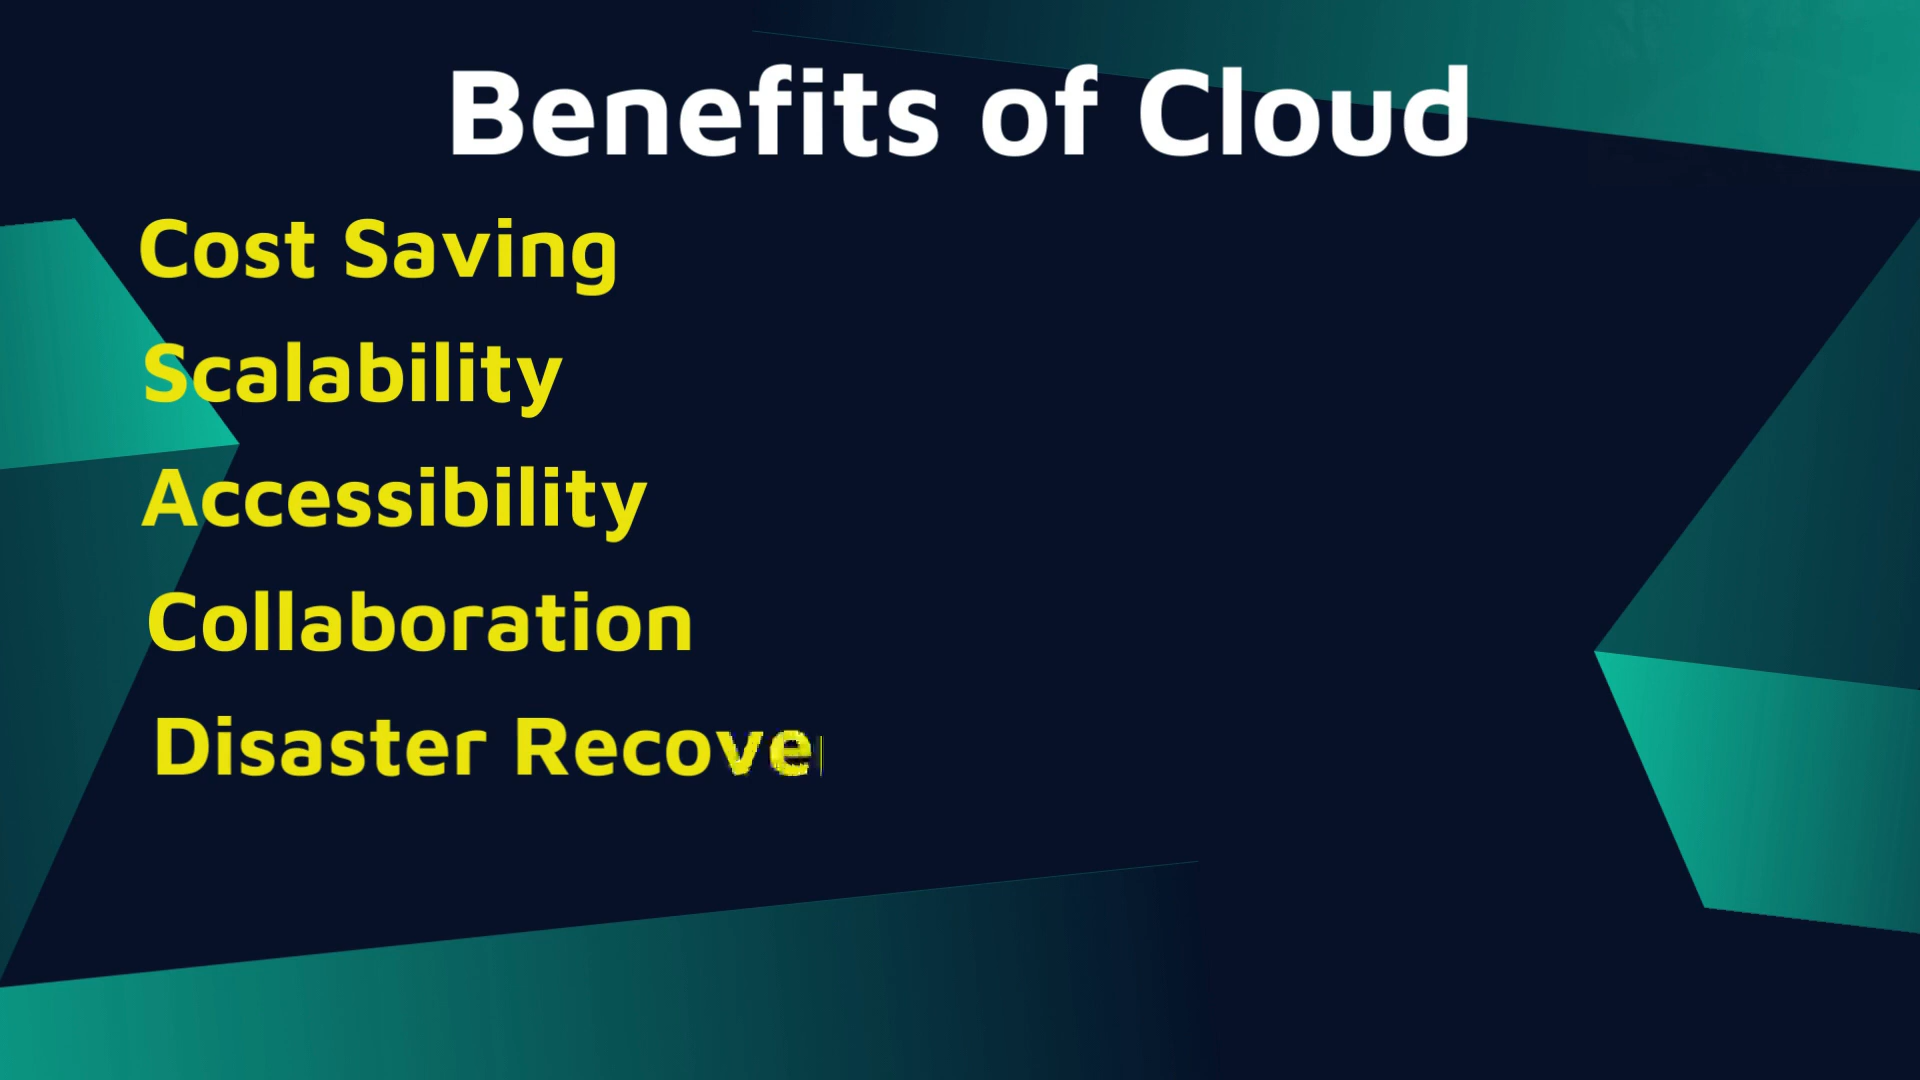 Benefits of Cloud
Cost Saving
Scalability
Accessibility
Collaboration
Disaster Recove